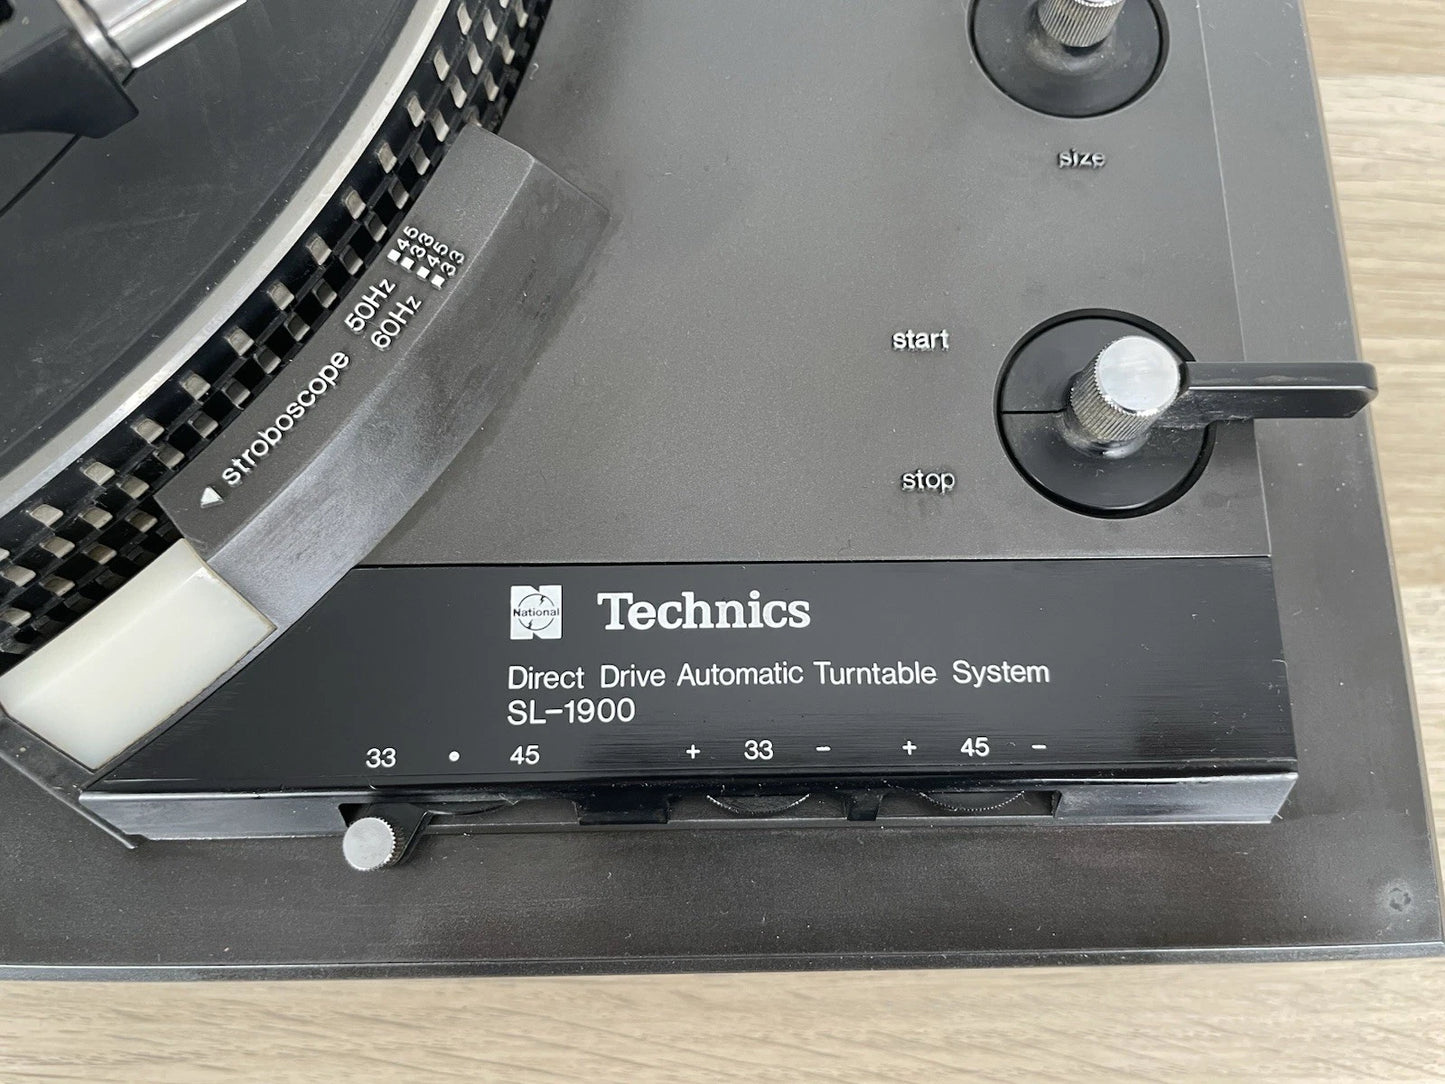 size
start
stop
stroboscope 50Hz 45
33
60Hz 45
33
National Technics
Direct Drive Automatic Turntable System
SL-1900
33 • 45 + 33 - + 45 -